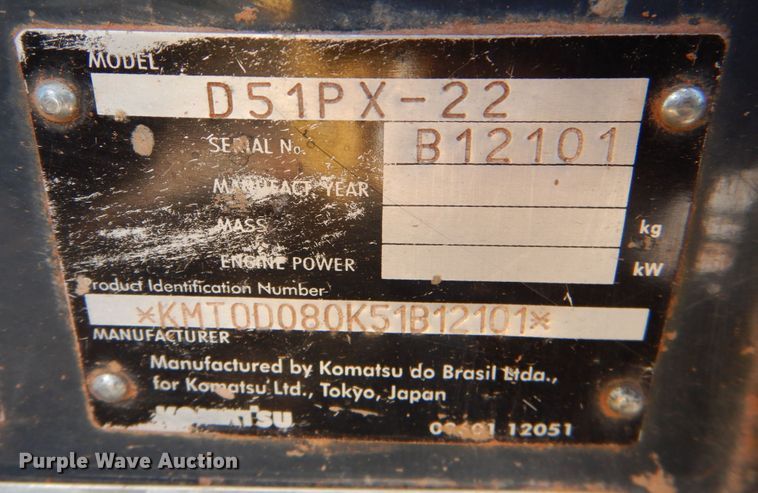 MODEL
D51PX-22
SERIAL No.
B12101
MANUFACT. YEAR
MASS
kg
ENGINE POWER
kW
Product Identification Number
*KMT0D080K51B12101*
MANUFACTURER
Manufactured by Komatsu do Brasil Ltda.,
for Komatsu Ltd., Tokyo, Japan
KOMATSU
12051
Purple Wave Auction